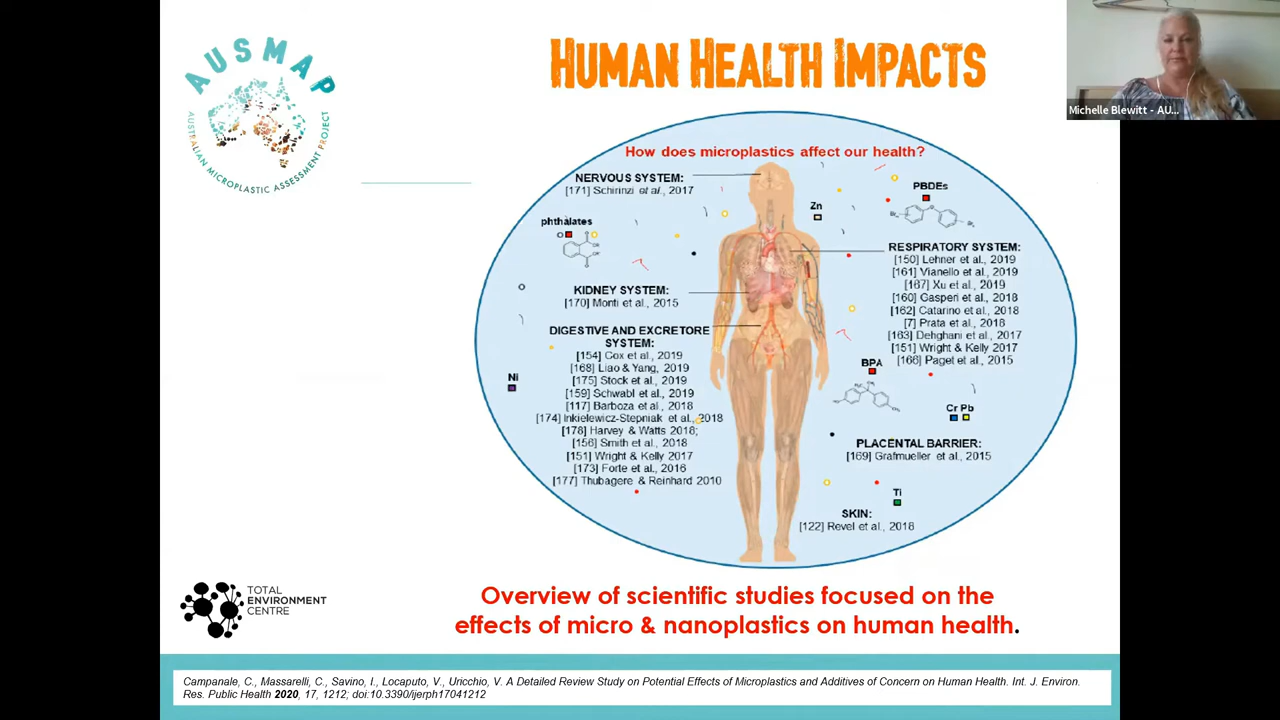 AUSMAP
AUSTRALIAN MICROPLASTIC ASSESSMENT PROJECT
HUMAN HEALTH IMPACTS
Michelle Blewitt - AU...
How does microplastics affect our health?
NERVOUS SYSTEM:
[171] Schirinzi et al., 2017
phthalates
KIDNEY SYSTEM:
[170] Monti et al., 2015
DIGESTIVE AND EXCRETORE
SYSTEM:
[154] Cox et al., 2019
[168] Liao & Yang, 2019
[175] Stock et al., 2019
[159] Schwabl et al., 2019
[117] Barboza et al., 2018
[174] Inkielewicz-Stepniak et al., 2018
[178] Harvey & Watts 2018;
[156] Smith et al., 2018
[151] Wright & Kelly 2017
[173] Forte et al., 2016
[177] Thubagere & Reinhard 2010
Ni
Zn
PBDEs
RESPIRATORY SYSTEM:
[150] Lehner et al., 2019
[161] Vianello et al., 2019
[167] Xu et al., 2019
[160] Gasperi et al., 2018
[162] Catarino et al., 2018
[7] Prata et al., 2018
[163] Dehghani et al., 2017
[151] Wright & Kelly 2017
[166] Paget et al., 2015
BPA
Cr Pb
PLACENTAL BARRIER:
[169] Grafmueller et al., 2015
Ti
SKIN:
[122] Revel et al., 2018
TOTAL
ENVIRONMENT
CENTRE
Overview of scientific studies focused on the
effects of micro & nanoplastics on human health.
Campanale, C., Massarelli, C., Savino, I., Locaputo, V., Uricchio, V. A Detailed Review Study on Potential Effects of Microplastics and Additives of Concern on Human Health. Int. J. Environ.
Res. Public Health 2020, 17, 1212; doi:10.3390/ijerph17041212